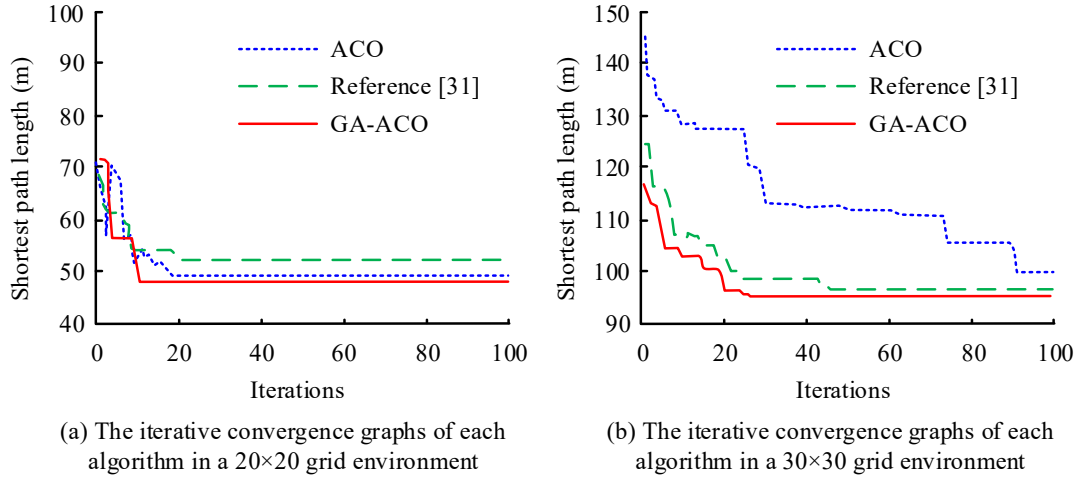 100
90
80
70
60
50
40
0
20
40
60
80
100
Shortest path length (m)
Iterations
ACO
Reference [31]
GA-ACO
(a) The iterative convergence graphs of each
algorithm in a 20×20 grid environment
150
140
130
120
110
100
90
0
20
40
60
80
100
Shortest path length (m)
Iterations
ACO
Reference [31]
GA-ACO
(b) The iterative convergence graphs of each
algorithm in a 30×30 grid environment